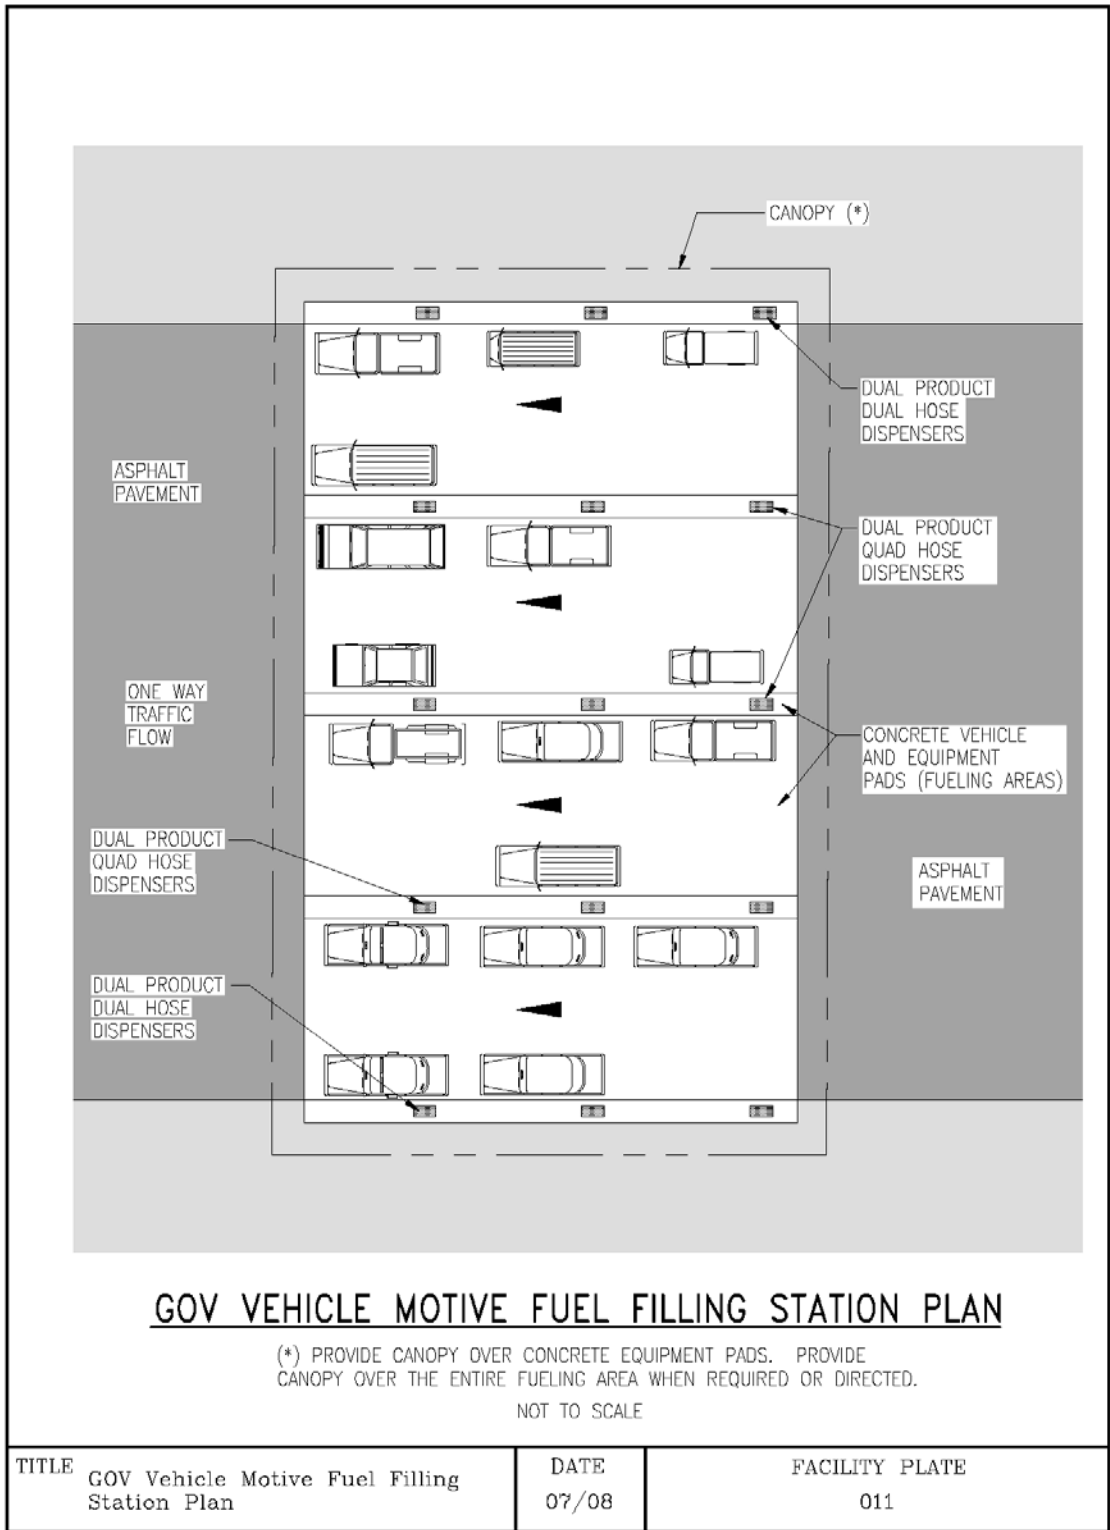 CANOPY (*)
DUAL PRODUCT
DUAL HOSE
DISPENSERS
ASPHALT
PAVEMENT
DUAL PRODUCT
QUAD HOSE
DISPENSERS
ONE WAY
TRAFFIC
FLOW
CONCRETE VEHICLE
AND EQUIPMENT
PADS (FUELING AREAS)
DUAL PRODUCT
QUAD HOSE
DISPENSERS
ASPHALT
PAVEMENT
DUAL PRODUCT
DUAL HOSE
DISPENSERS
GOV VEHICLE MOTIVE FUEL FILLING STATION PLAN
(*) PROVIDE CANOPY OVER CONCRETE EQUIPMENT PADS. PROVIDE
CANOPY OVER THE ENTIRE FUELING AREA WHEN REQUIRED OR DIRECTED.
NOT TO SCALE
TITLE GOV Vehicle Motive Fuel Filling
Station Plan
DATE
07/08
FACILITY PLATE
011